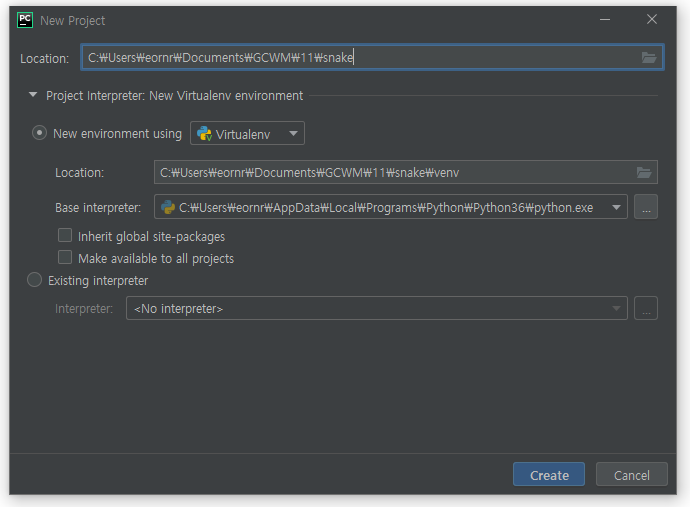 PC
New Project
Location: C:₩Users₩eornr₩Documents₩GCWM₩11₩snake
Project Interpreter: New Virtualenv environment
New environment using Virtualenv
Location: C:₩Users₩eornr₩Documents₩GCWM₩11₩snake₩venv
Base interpreter: C:₩Users₩eornr₩AppData₩Local₩Programs₩Python₩Python36₩python.exe ...
Inherit global site-packages
Make available to all projects
Existing interpreter
Interpreter: <No interpreter> ...
Create Cancel